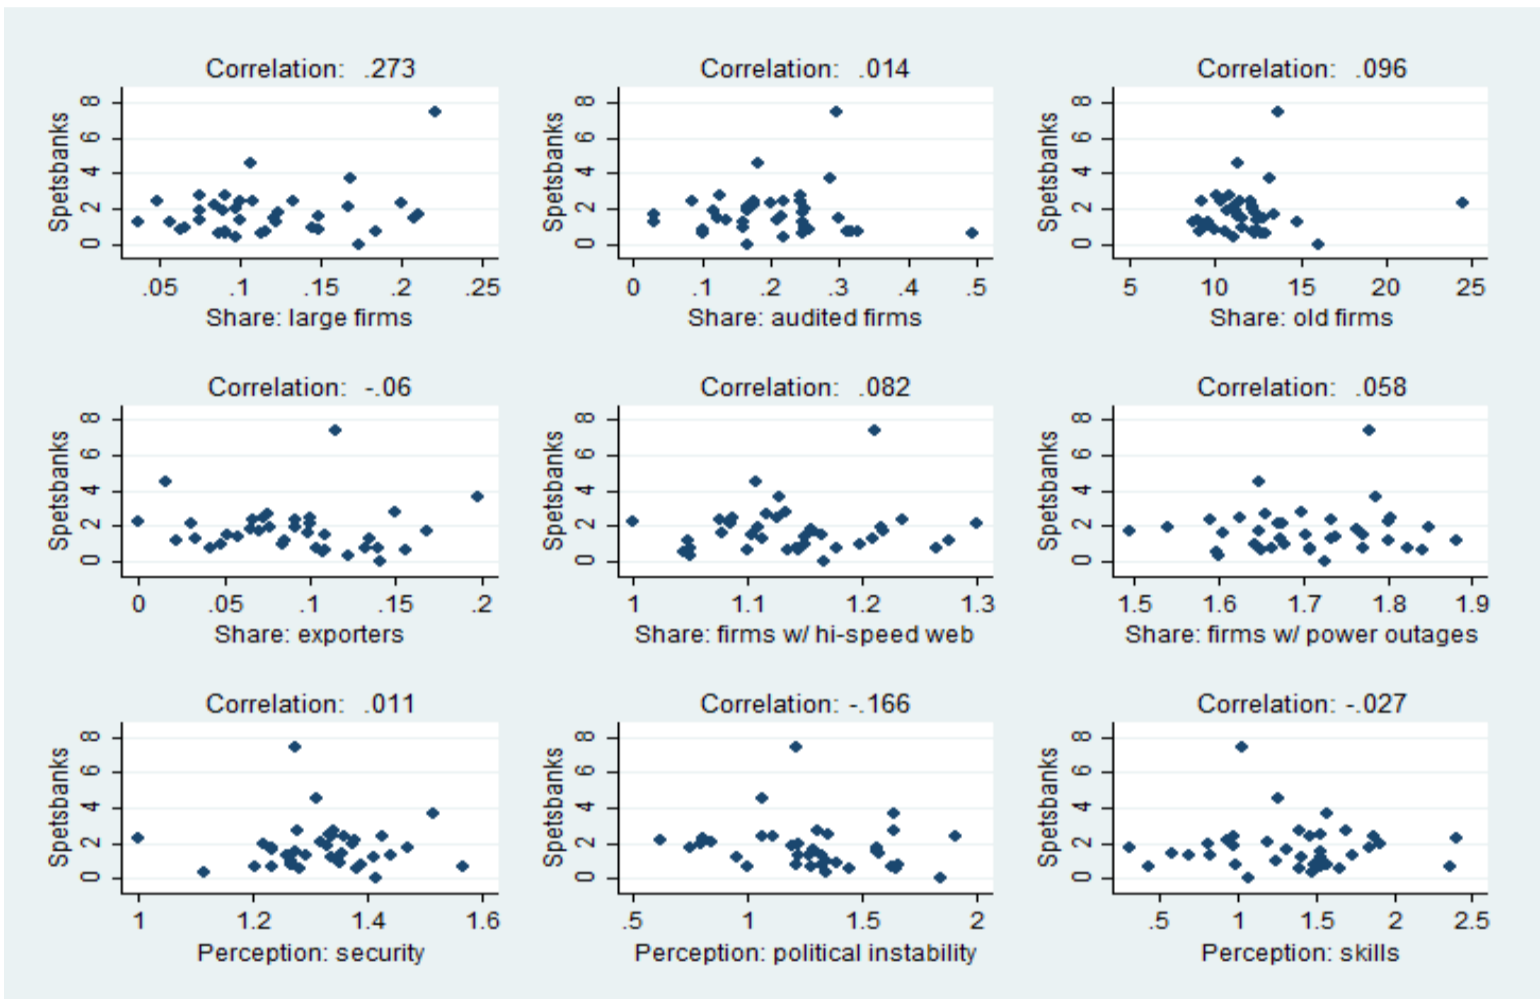 Correlation: .273
Spetsbanks
8
6
4
2
0
.05 .1 .15 .2 .25
Share: large firms
Correlation: .014
Spetsbanks
8
6
4
2
0
0 .1 .2 .3 .4 .5
Share: audited firms
Correlation: .096
Spetsbanks
8
6
4
2
0
5 10 15 20 25
Share: old firms
Correlation: -.06
Spetsbanks
8
6
4
2
0
0 .05 .1 .15 .2
Share: exporters
Correlation: .082
Spetsbanks
8
6
4
2
0
1 1.1 1.2 1.3
Share: firms w/ hi-speed web
Correlation: .058
Spetsbanks
8
6
4
2
0
1.5 1.6 1.7 1.8 1.9
Share: firms w/ power outages
Correlation: .011
Spetsbanks
8
6
4
2
0
1 1.2 1.4 1.6
Perception: security
Correlation: -.166
Spetsbanks
8
6
4
2
0
.5 1 1.5 2
Perception: political instability
Correlation: -.027
Spetsbanks
8
6
4
2
0
.5 1 1.5 2 2.5
Perception: skills